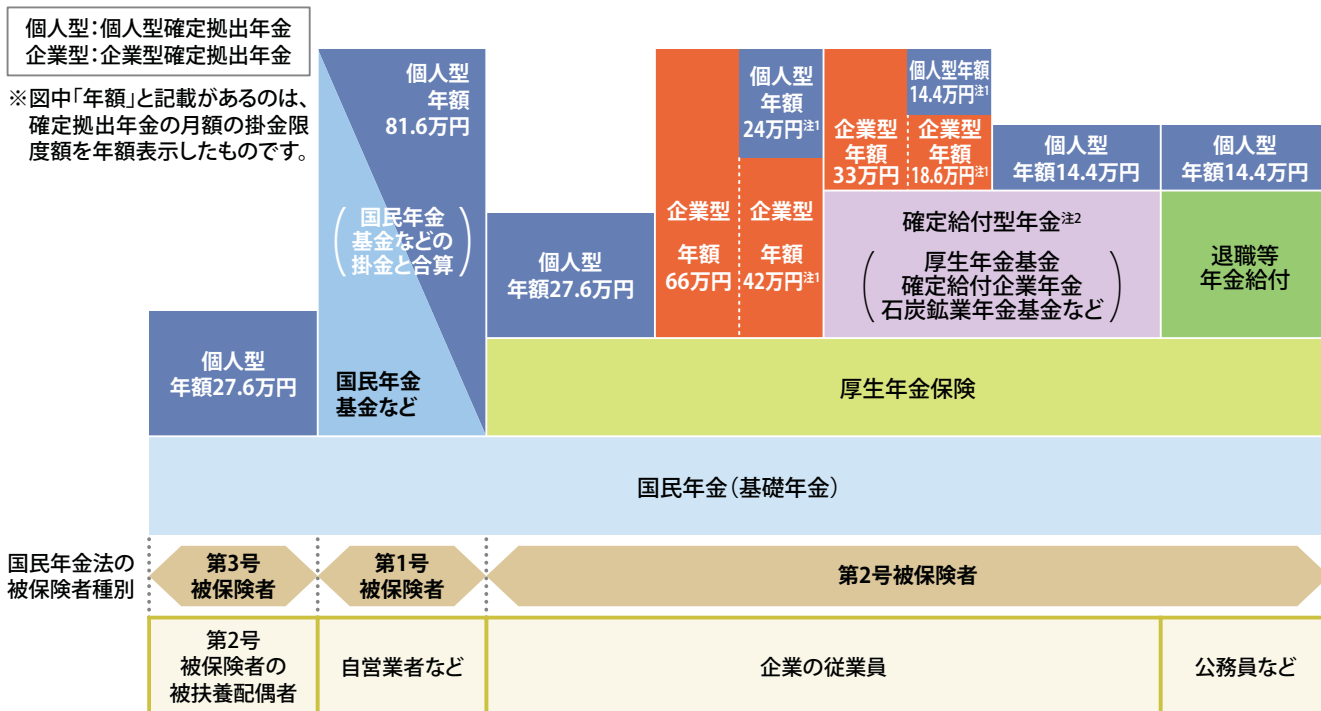 個人型：個人型確定拠出年金
企業型：企業型確定拠出年金
※図中「年額」と記載があるのは、
確定拠出年金の月額の掛金限
度額を年額表示したものです。
個人型
年額27.6万円
個人型
年額
81.6万円
（国民年金
基金などの
掛金と合算）
国民年金
基金など
個人型
年額27.6万円
企業型
年額
66万円
個人型
年額
24万円注1
企業型
年額
42万円注1
企業型
年額
33万円
個人型年額
14.4万円注1
企業型
年額
18.6万円注1
個人型
年額14.4万円
個人型
年額14.4万円
確定給付型年金注2
（厚生年金基金
確定給付企業年金
石炭鉱業年金基金など）
退職等
年金給付
厚生年金保険
国民年金（基礎年金）
国民年金法の
被保険者種別
第3号
被保険者
第1号
被保険者
第2号被保険者
第2号
被保険者の
被扶養配偶者
自営業者など
企業の従業員
公務員など